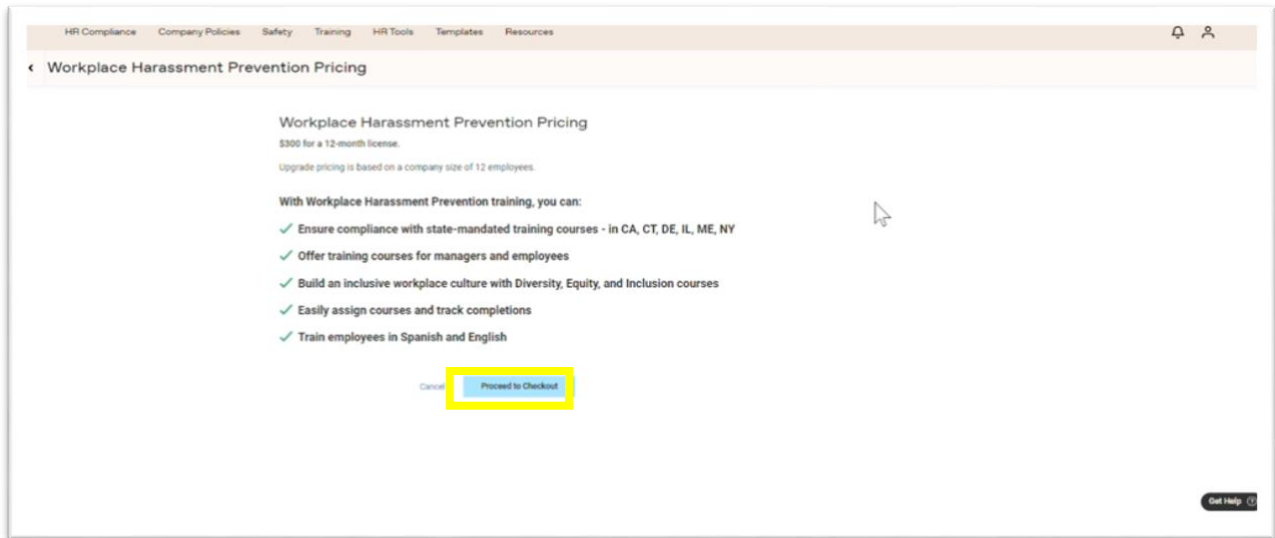 HR Compliance Company Policies Safety Training HR Tools Templates Resources
Workplace Harassment Prevention Pricing
Workplace Harassment Prevention Pricing
$300 for a 12-month license.
Upgrade pricing is based on a company size of 12 employees.
With Workplace Harassment Prevention training, you can:
Ensure compliance with state-mandated training courses - in CA, CT, DE, IL, ME, NY
Offer training courses for managers and employees
Build an inclusive workplace culture with Diversity, Equity, and Inclusion courses
Easily assign courses and track completions
Train employees in Spanish and English
Cancel Proceed to Checkout
Get Help